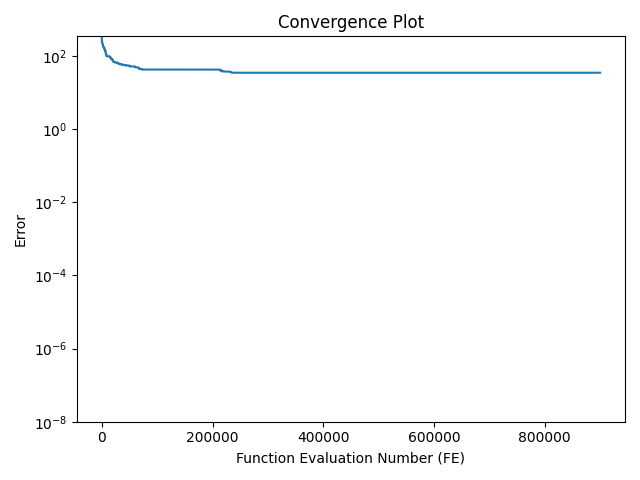 Convergence Plot
10^2
10^0
10^-2
10^-4
10^-6
10^-8
Error
0 200000 400000 600000 800000
Function Evaluation Number (FE)